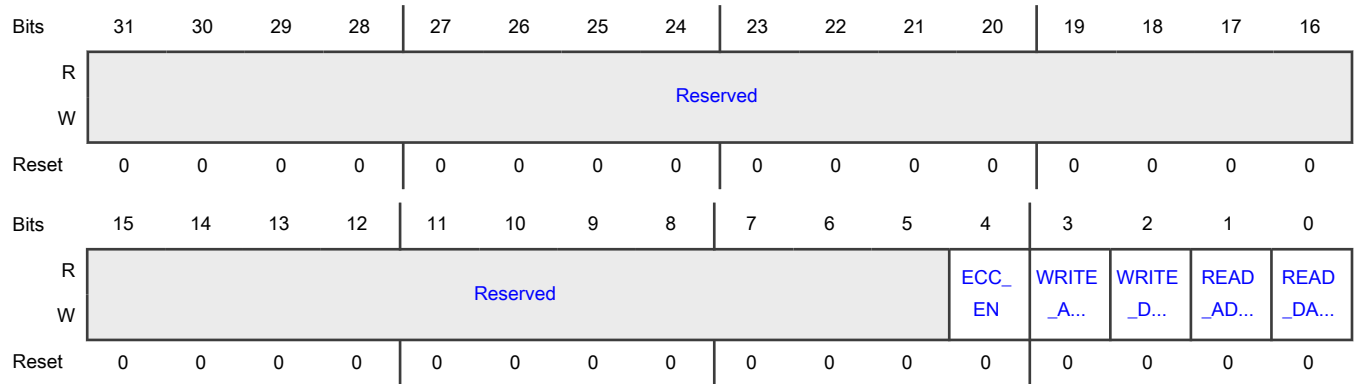 Bits 31 30 29 28 27 26 25 24 23 22 21 20 19 18 17 16
R
Reserved
W
Reset 0 0 0 0 0 0 0 0 0 0 0 0 0 0 0 0
Bits 15 14 13 12 11 10 9 8 7 6 5 4 3 2 1 0
R ECC_ WRITE WRITE READ READ
Reserved
W EN _A... _D... _AD... _DA...
Reset 0 0 0 0 0 0 0 0 0 0 0 0 0 0 0 0